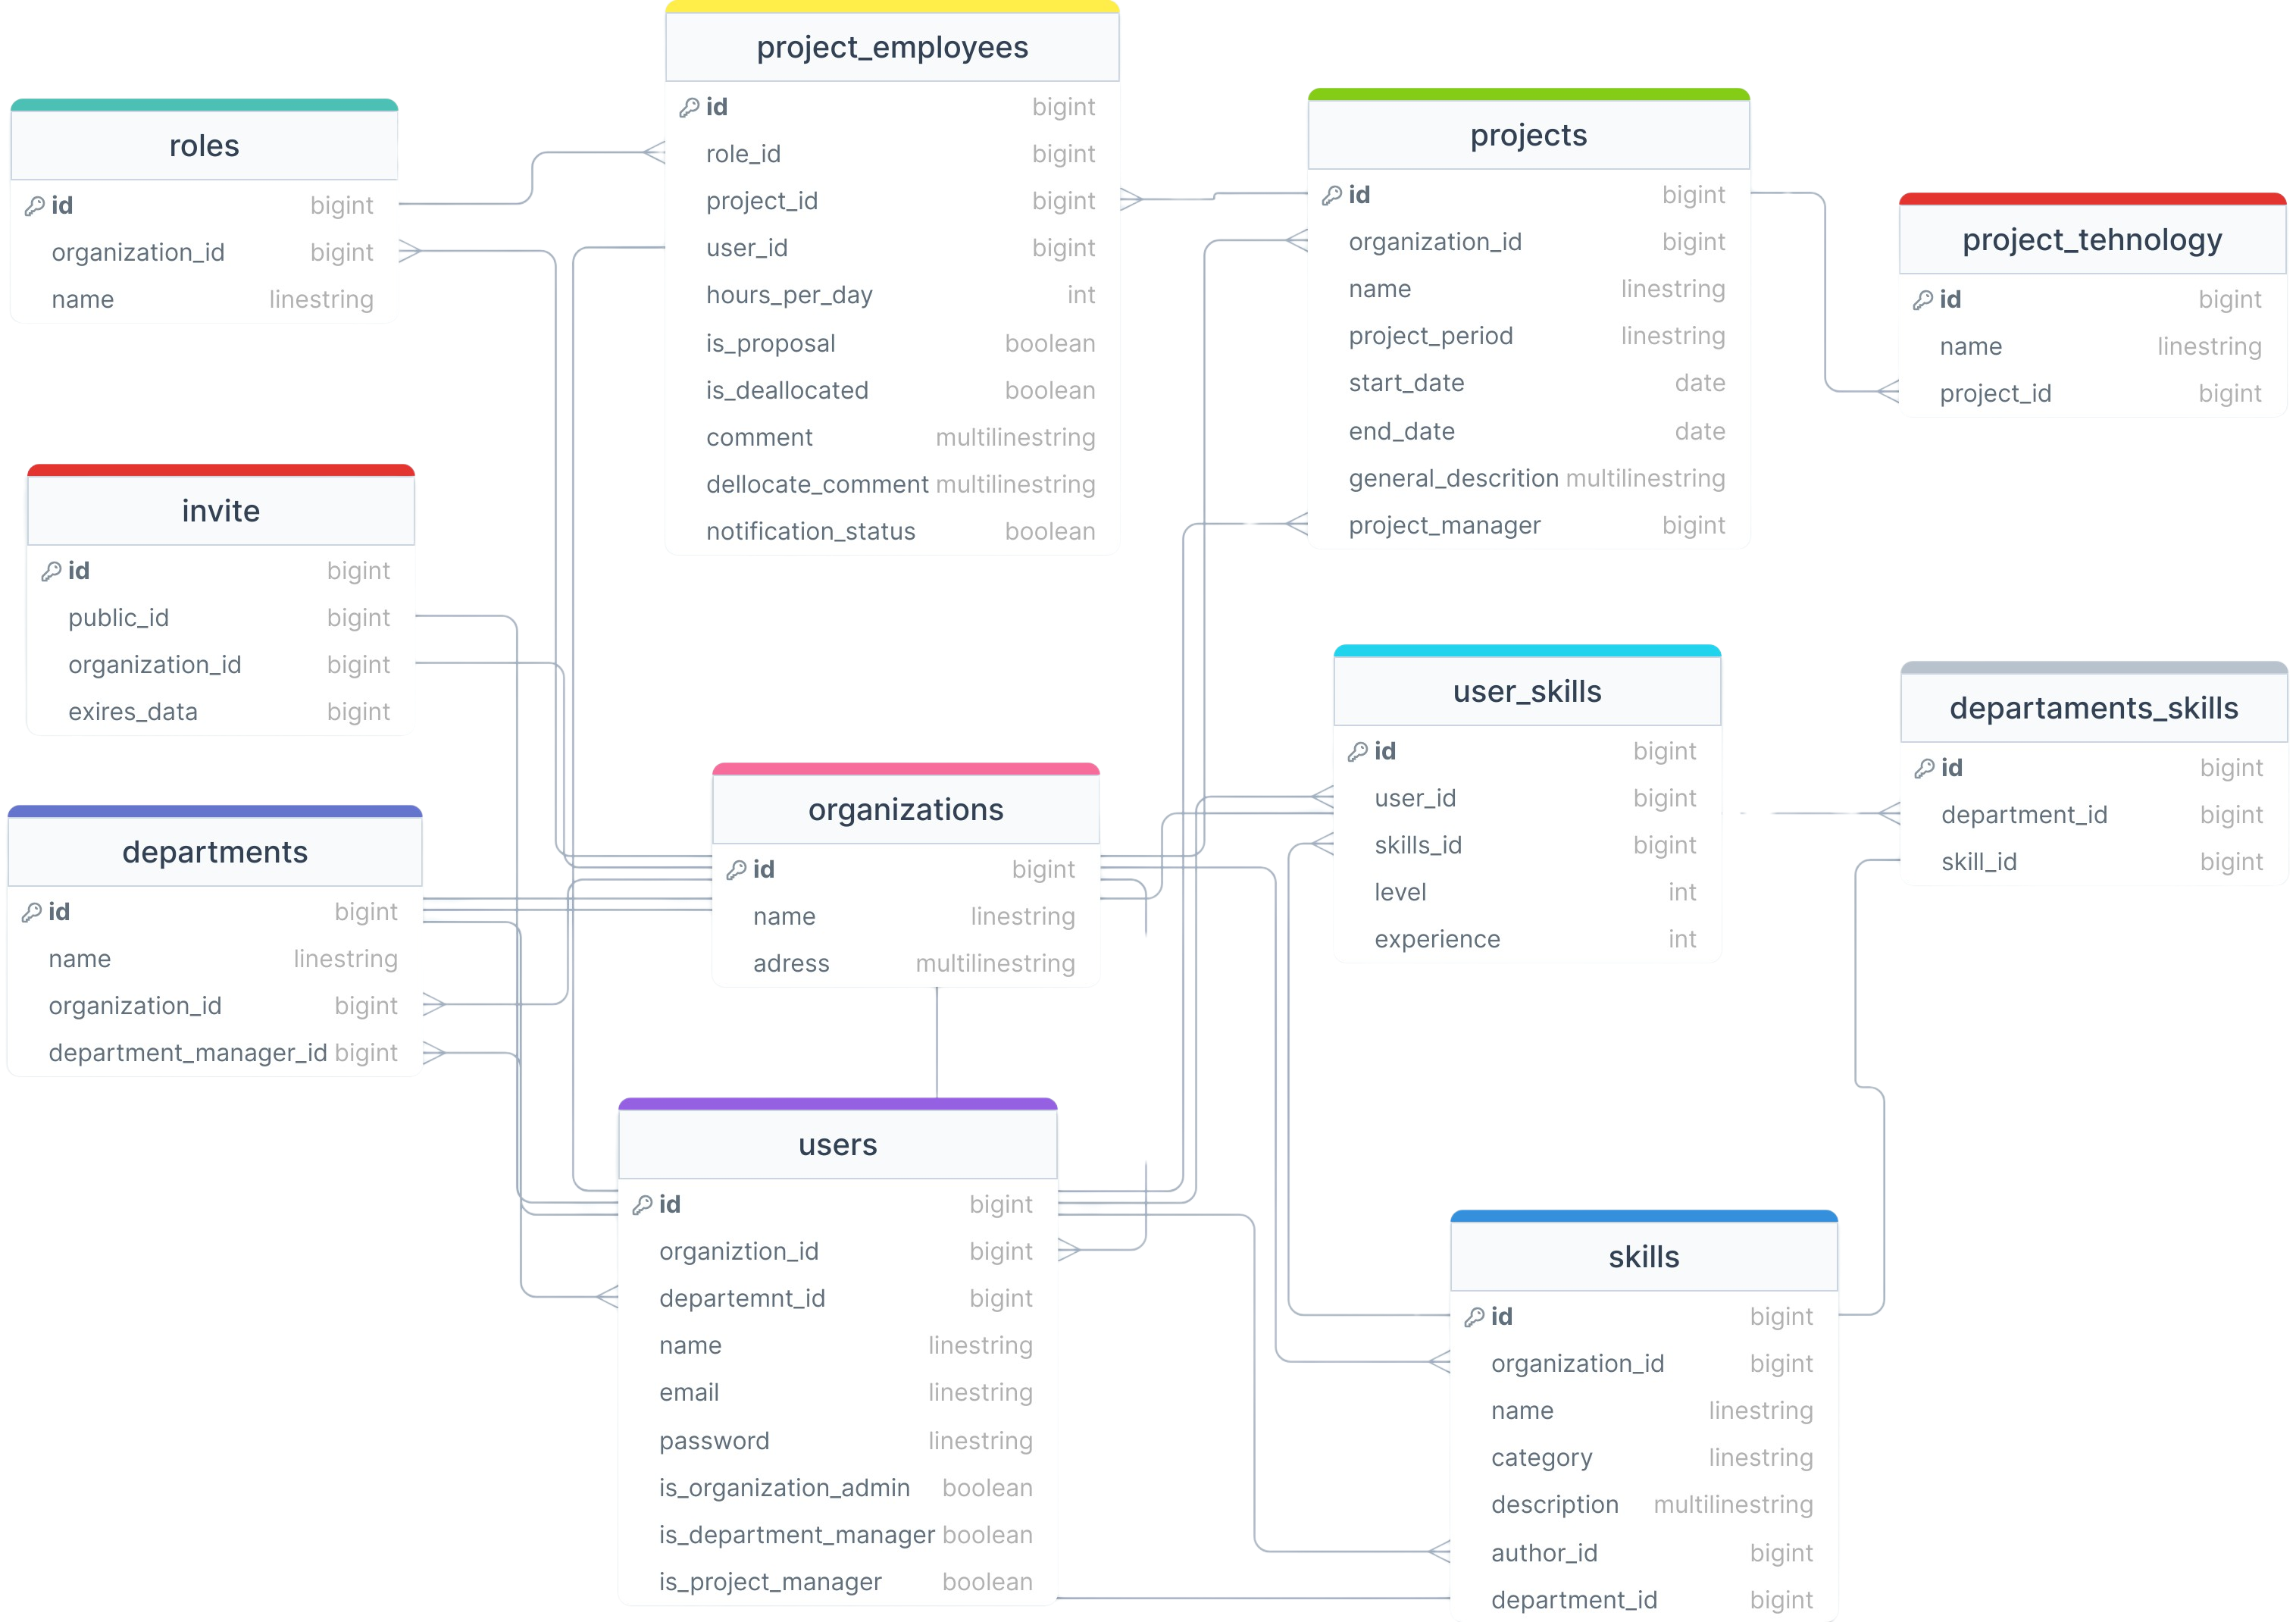 project_employees
id bigint
role_id bigint
project_id bigint
user_id bigint
hours_per_day int
is_proposal boolean
is_deallocated boolean
comment multilinestring
dellocate_comment multilinestring
notification_status boolean
roles
id bigint
organization_id bigint
name linestring
projects
id bigint
organization_id bigint
name linestring
project_period linestring
start_date date
end_date date
general_descrition multilinestring
project_manager bigint
project_tehnology
id bigint
name linestring
project_id bigint
invite
id bigint
public_id bigint
organization_id bigint
exires_data bigint
user_skills
id bigint
user_id bigint
skills_id bigint
level int
experience int
departaments_skills
id bigint
department_id bigint
skill_id bigint
organizations
id bigint
name linestring
adress multilinestring
departments
id bigint
name linestring
organization_id bigint
department_manager_id bigint
users
id bigint
organiztion_id bigint
departemnt_id bigint
name linestring
email linestring
password linestring
is_organization_admin boolean
is_department_manager boolean
is_project_manager boolean
skills
id bigint
organization_id bigint
name linestring
category linestring
description multilinestring
author_id bigint
department_id bigint